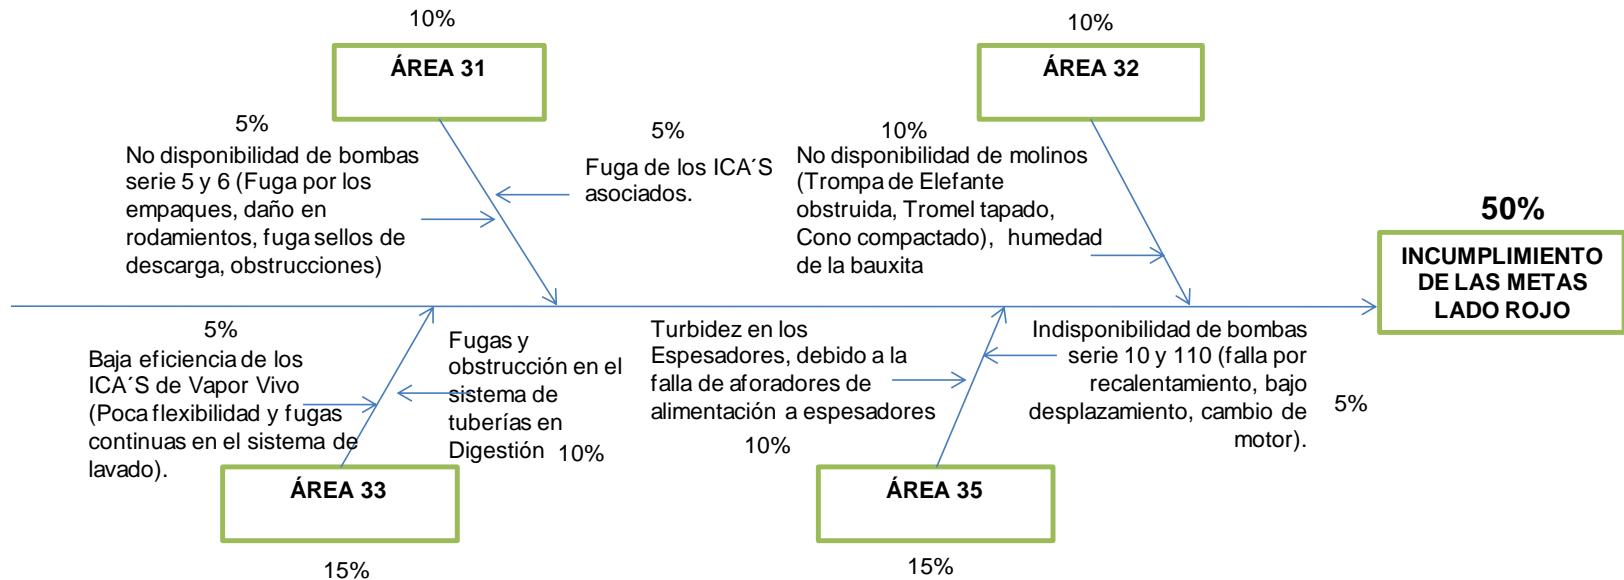 10%
ÁREA 31
5%
No disponibilidad de bombas
serie 5 y 6 (Fuga por los
empaques, daño en
rodamientos, fuga sellos de
descarga, obstrucciones)
5%
Fuga de los ICA´S
asociados.
10%
ÁREA 32
10%
No disponibilidad de molinos
(Trompa de Elefante
obstruida, Tromel tapado,
Cono compactado), humedad
de la bauxita
50%
INCUMPLIMIENTO
DE LAS METAS
LADO ROJO
5%
Baja eficiencia de los
ICA´S de Vapor Vivo
(Poca flexibilidad y fugas
continuas en el sistema de
lavado).
Fugas y
obstrucción en el
sistema de
tuberías en
Digestión 10%
ÁREA 33
15%
Turbidez en los
Espesadores, debido a la
falla de aforadores de
alimentación a espesadores
10%
Indisponibilidad de bombas
serie 10 y 110 (falla por
recalentamiento, bajo
desplazamiento, cambio de
motor).
5%
ÁREA 35
15%